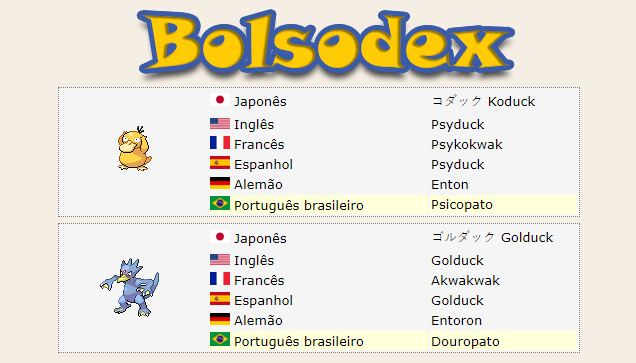 Bolsodex
Japonês コダック Koduck
Inglês Psyduck
Francês Psykokwak
Espanhol Psyduck
Alemão Enton
Português brasileiro Psicopato
Japonês ゴルダック Golduck
Inglês Golduck
Francês Akwakwak
Espanhol Golduck
Alemão Entoron
Português brasileiro Douropato